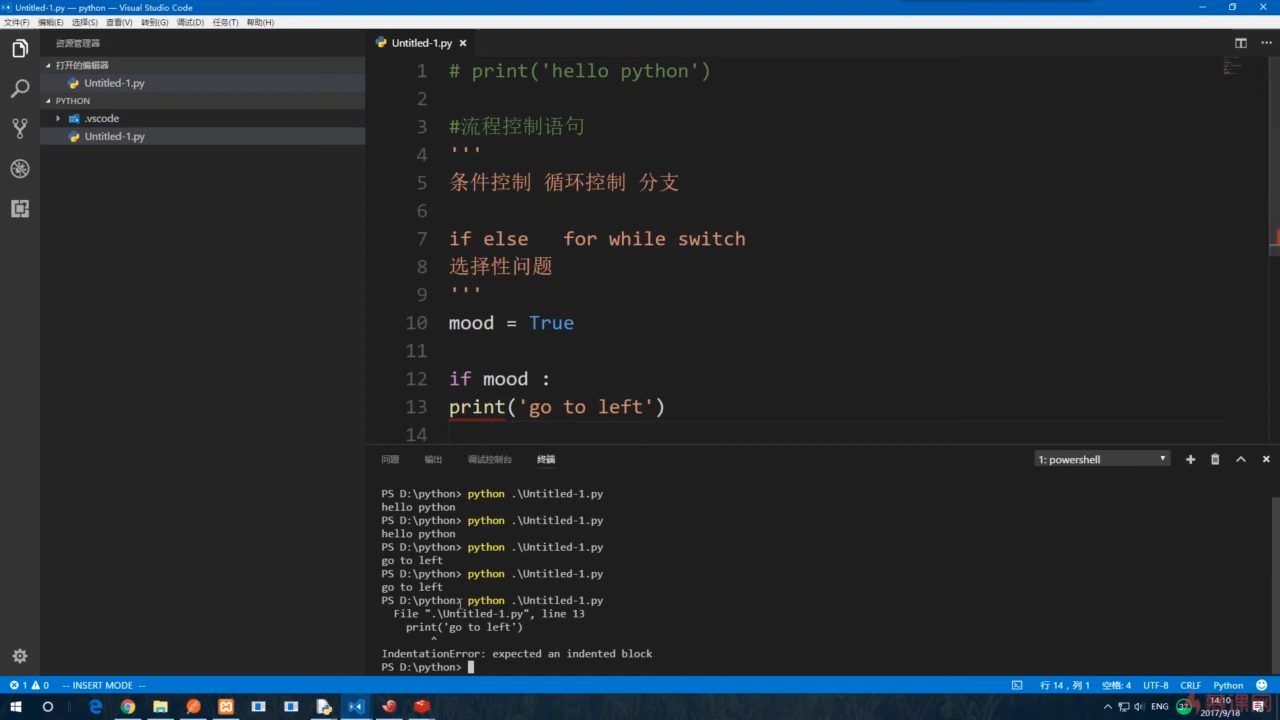 Untitled-1.py — python — Visual Studio Code
文件(F) 编辑(E) 选择(S) 查看(V) 转到(G) 调试(D) 任务(T) 帮助(H)
资源管理器
打开的编辑器
Untitled-1.py
PYTHON
.vscode
Untitled-1.py
Untitled-1.py ×
1 # print('hello python')
2
3 #流程控制语句
4 '''
5 条件控制 循环控制 分支
6
7 if else   for while switch
8 选择性问题
9 '''
10 mood = True
11
12 if mood :
13 print('go to left')
14
问题 输出 调试控制台 终端
1: powershell
PS D:\python> python .\Untitled-1.py
hello python
PS D:\python> python .\Untitled-1.py
hello python
PS D:\python> python .\Untitled-1.py
go to left
PS D:\python> python .\Untitled-1.py
go to left
PS D:\python> python .\Untitled-1.py
File ".\Untitled-1.py", line 13
print('go to left')
^
IndentationError: expected an indented block
PS D:\python>
1 0 -- INSERT MODE -- 行 14，列 1 空格: 4 UTF-8 CRLF Python
ENG 37 14:10
2017/9/18
慕课网